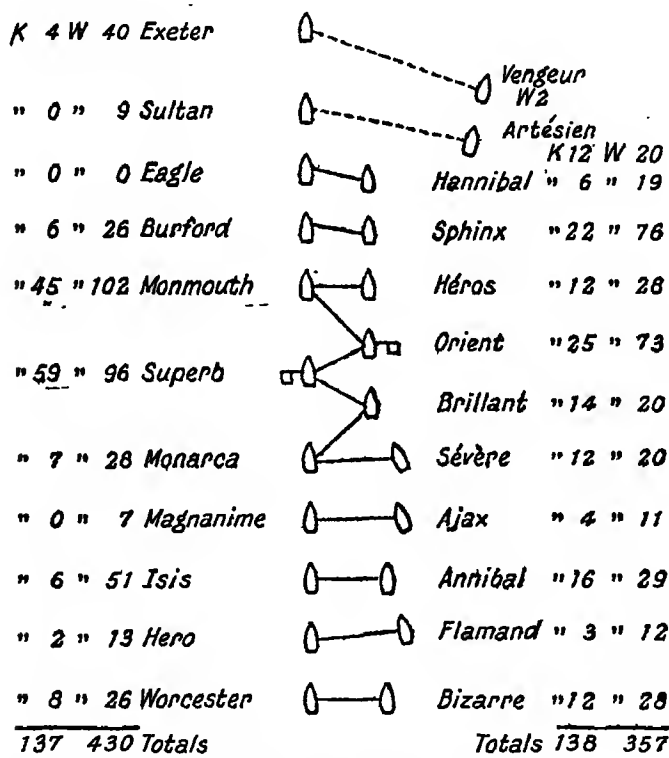 K 4 W 40 Exeter
Vengeur
W2
" 0 " 9 Sultan
Artésien
K 12 W 20
" 0 " 0 Eagle Hannibal " 6 " 19
" 6 " 26 Burford Sphinx " 22 " 76
" 45 " 102 Monmouth Héros " 12 " 28
Orient " 25 " 73
" 59 " 96 Superb
Brillant " 14 " 20
" 7 " 28 Monarca Sévère " 12 " 20
" 0 " 7 Magnanime Ajax " 4 " 11
" 6 " 51 Isis Annibal " 16 " 29
" 2 " 13 Hero Flamand " 3 " 12
" 8 " 26 Worcester Bizarre " 12 " 28
137 430 Totals Totals 138 357